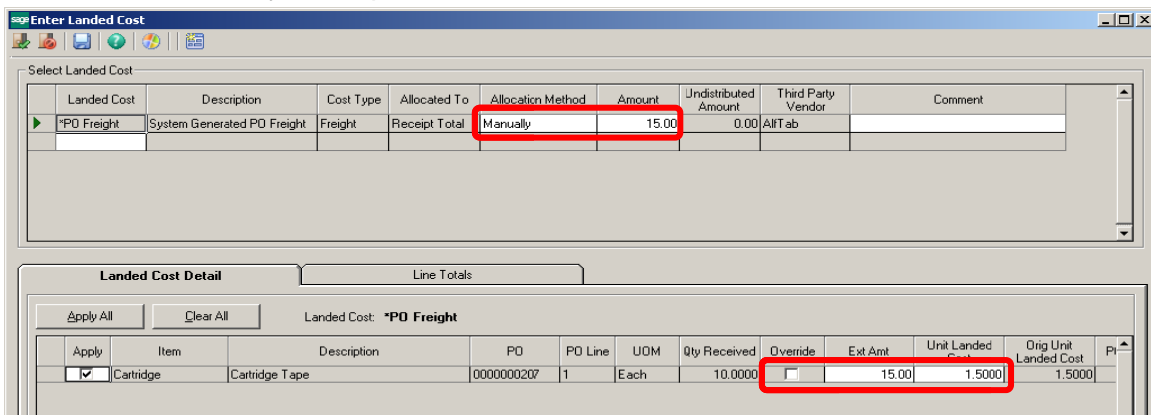 sage Enter Landed Cost
Select Landed Cost
Landed Cost Description Cost Type Allocated To Allocation Method Amount Undistributed Amount Third Party Vendor Comment
*PO Freight System Generated PO Freight Freight Receipt Total Manually 15.00 0.00 AlfTab
Landed Cost Detail Line Totals
Apply All Clear All Landed Cost: *PO Freight
Apply Item Description PO PO Line UOM Qty Received Override Ext Amt Unit Landed Cost Orig Unit Landed Cost
Cartridge Cartridge Tape 0000000207 1 Each 10.0000 15.00 1.5000 1.5000